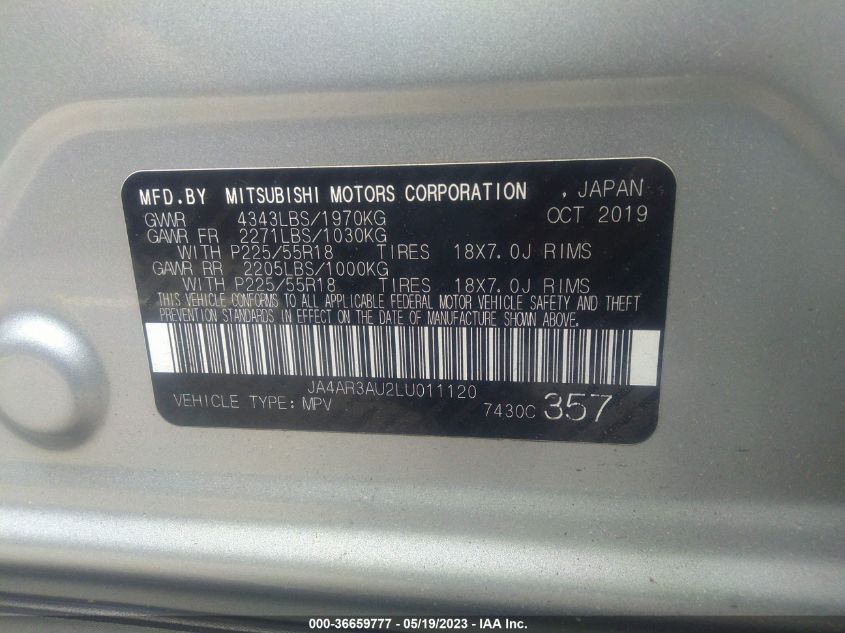 MFD.BY MITSUBISHI MOTORS CORPORATION , JAPAN
GVWR 4343LBS/1970KG OCT 2019
GAWR FR 2271LBS/1030KG
WITH P225/55R18 TIRES 18X7.0J RIMS
GAWR RR 2205LBS/1000KG
WITH P225/55R18 TIRES 18X7.0J RIMS
THIS VEHICLE CONFORMS TO ALL APPLICABLE FEDERAL MOTOR VEHICLE SAFETY AND THEFT
PREVENTION STANDARDS IN EFFECT ON THE DATE OF MANUFACTURE SHOWN ABOVE.
JA4AR3AU2LU011120
VEHICLE TYPE: MPV 7430C 357
000-36659777 - 05/19/2023 - IAA Inc.